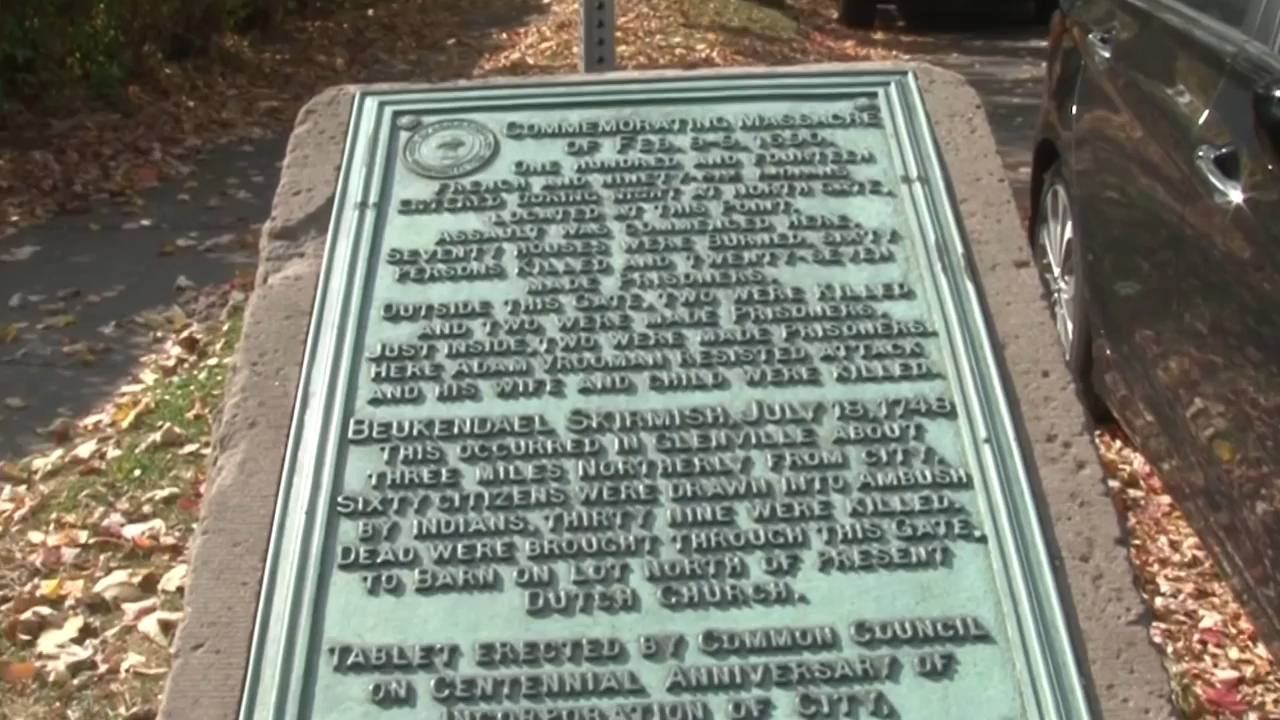 COMMEMORATING MASSACRE
OF FEB. 8-9, 1690.
ONE HUNDRED AND FOURTEEN
FRENCH AND NINETY-SIX INDIANS
ENTERED DURING NIGHT AT NORTH GATE,
LOCATED AT THIS POINT.
ASSAULT WAS COMMENCED HERE.
SEVENTY HOUSES WERE BURNED, SIXTY
PERSONS KILLED AND TWENTY-SEVEN
MADE PRISONERS.
OUTSIDE THIS GATE, TWO WERE KILLED
AND TWO WERE MADE PRISONERS.
JUST INSIDE, TWO WERE MADE PRISONERS.
HERE ADAM VROOMAN RESISTED ATTACK
AND HIS WIFE AND CHILD WERE KILLED.
BEUKENDAEL SKIRMISH, JULY 18, 1748
THIS OCCURRED IN GLENVILLE ABOUT
THREE MILES NORTHERLY FROM CITY.
SIXTY CITIZENS WERE DRAWN INTO AMBUSH
BY INDIANS. THIRTY NINE WERE KILLED.
DEAD WERE BROUGHT THROUGH THIS GATE.
TO BARN ON LOT NORTH OF PRESENT
DUTCH CHURCH.
TABLET ERECTED BY COMMON COUNCIL
ON CENTENNIAL ANNIVERSARY OF
INCORPORATION OF CITY.